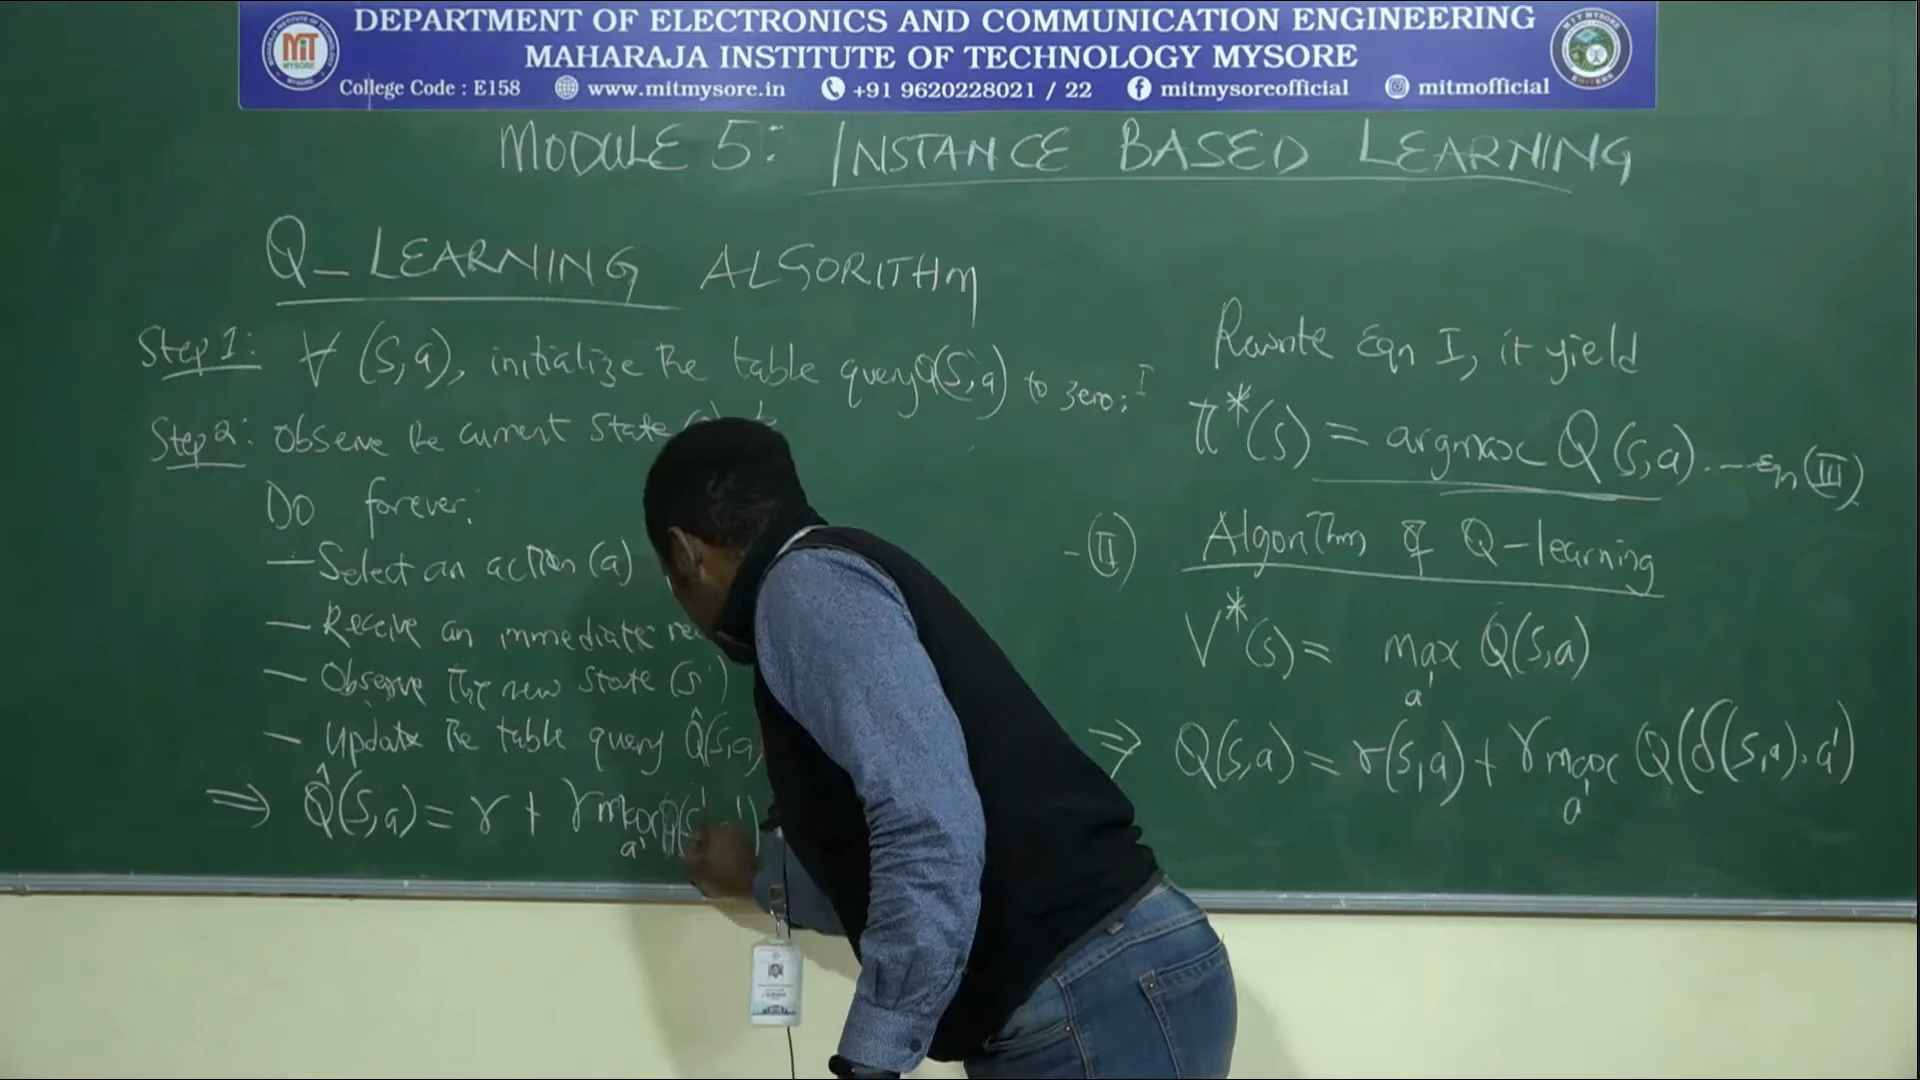 DEPARTMENT OF ELECTRONICS AND COMMUNICATION ENGINEERING
MAHARAJA INSTITUTE OF TECHNOLOGY MYSORE
College Code : E158 www.mitmysore.in +91 9620228021 / 22 mitmysoreofficial mitmofficial
MIT
MYSORE
MODULE 5: INSTANCE BASED LEARNING
Q-LEARNING ALGORITHM
Step 1: ∀ (S,a), initialize the table query Q(S,a) to zero;
Step 2: Observe the current State
Do forever:
- Select an action (a)
- Receive an immediate
- Observe the new state (s')
- Update the table query Q̂(S,a)
⇒ Q̂(S,a) = r + γ max Q̂(s'
a'
Rewrite Eqn I, it yield
π*(s) = argmax Q(S,a). -- Eqn (III)
- (II)
Algorithm of Q-learning
V*(s) = max Q(S,a)
a'
⇒ Q(S,a) = r(S,a) + γ max Q(δ(S,a).a')
a'